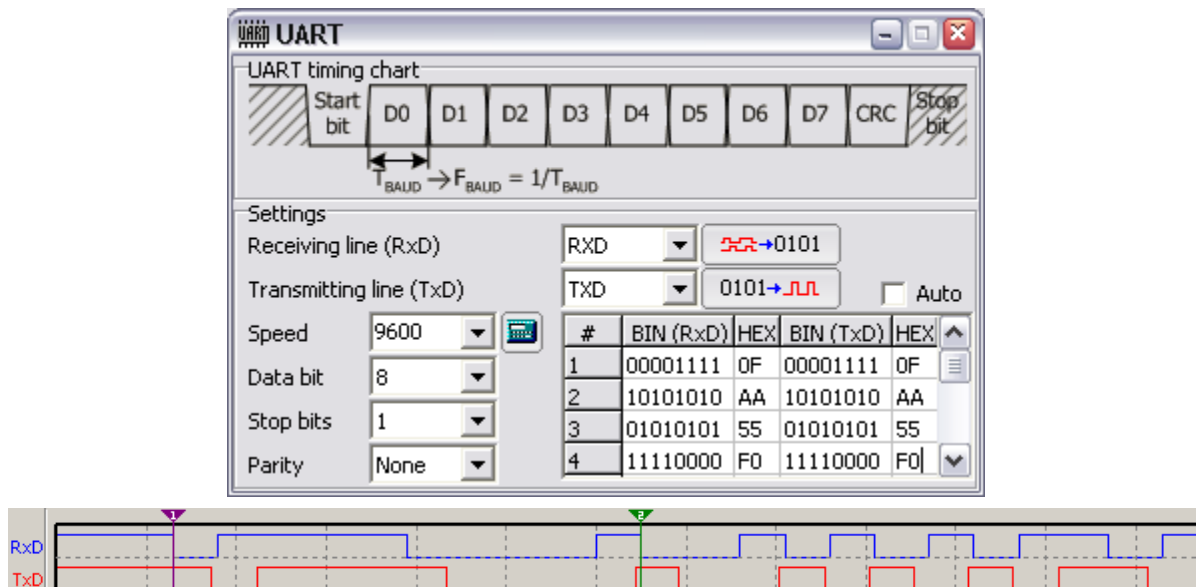 UART UART
UART timing chart
Start bit D0 D1 D2 D3 D4 D5 D6 D7 CRC Stop bit
TBAUD → FBAUD = 1/TBAUD
Settings
Receiving line (RxD) RXD →0101
Transmitting line (TxD) TXD 0101→ Auto
Speed 9600
Data bit 8
Stop bits 1
Parity None
# BIN (RxD) HEX BIN (TxD) HEX
1 00001111 0F 00001111 0F
2 10101010 AA 10101010 AA
3 01010101 55 01010101 55
4 11110000 F0 11110000 F0
1 2
RxD
TxD